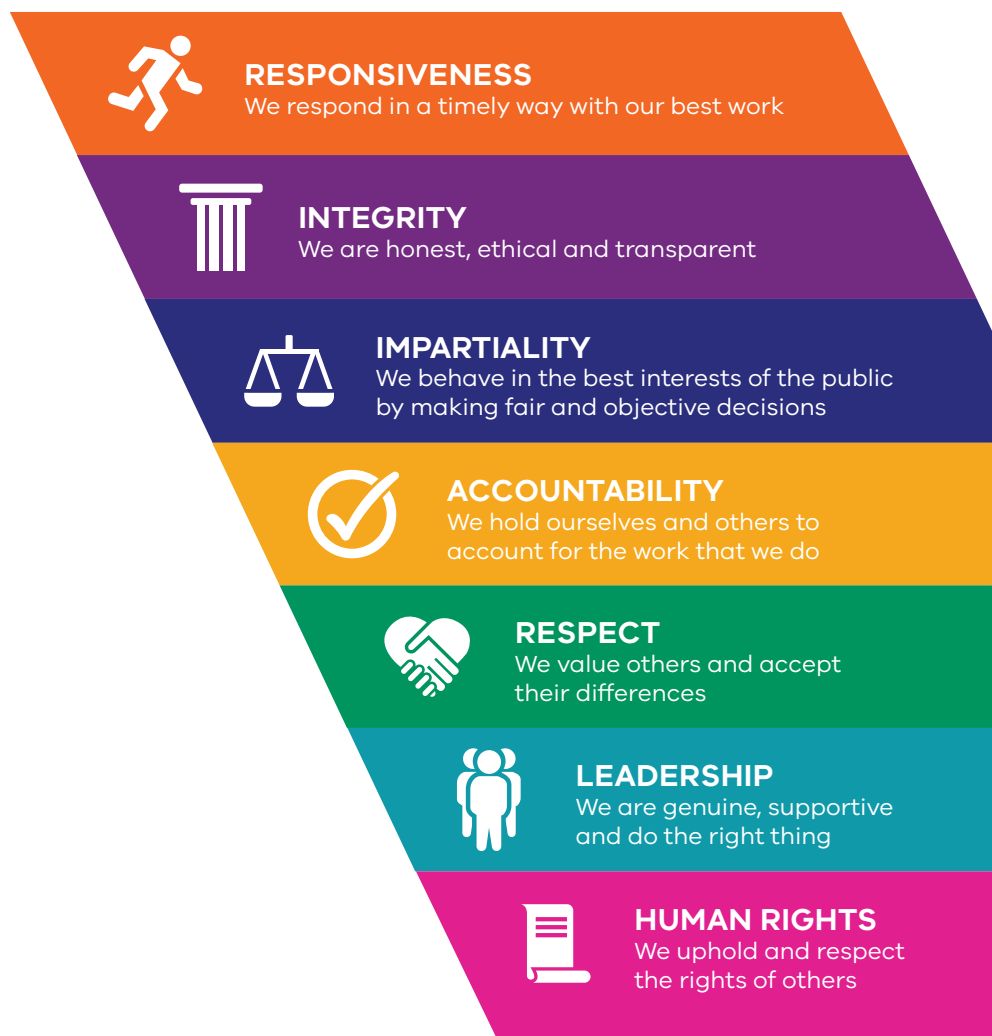 RESPONSIVENESS
We respond in a timely way with our best work
INTEGRITY
We are honest, ethical and transparent
IMPARTIALITY
We behave in the best interests of the public
by making fair and objective decisions
ACCOUNTABILITY
We hold ourselves and others to
account for the work that we do
RESPECT
We value others and accept
their differences
LEADERSHIP
We are genuine, supportive
and do the right thing
HUMAN RIGHTS
We uphold and respect
the rights of others